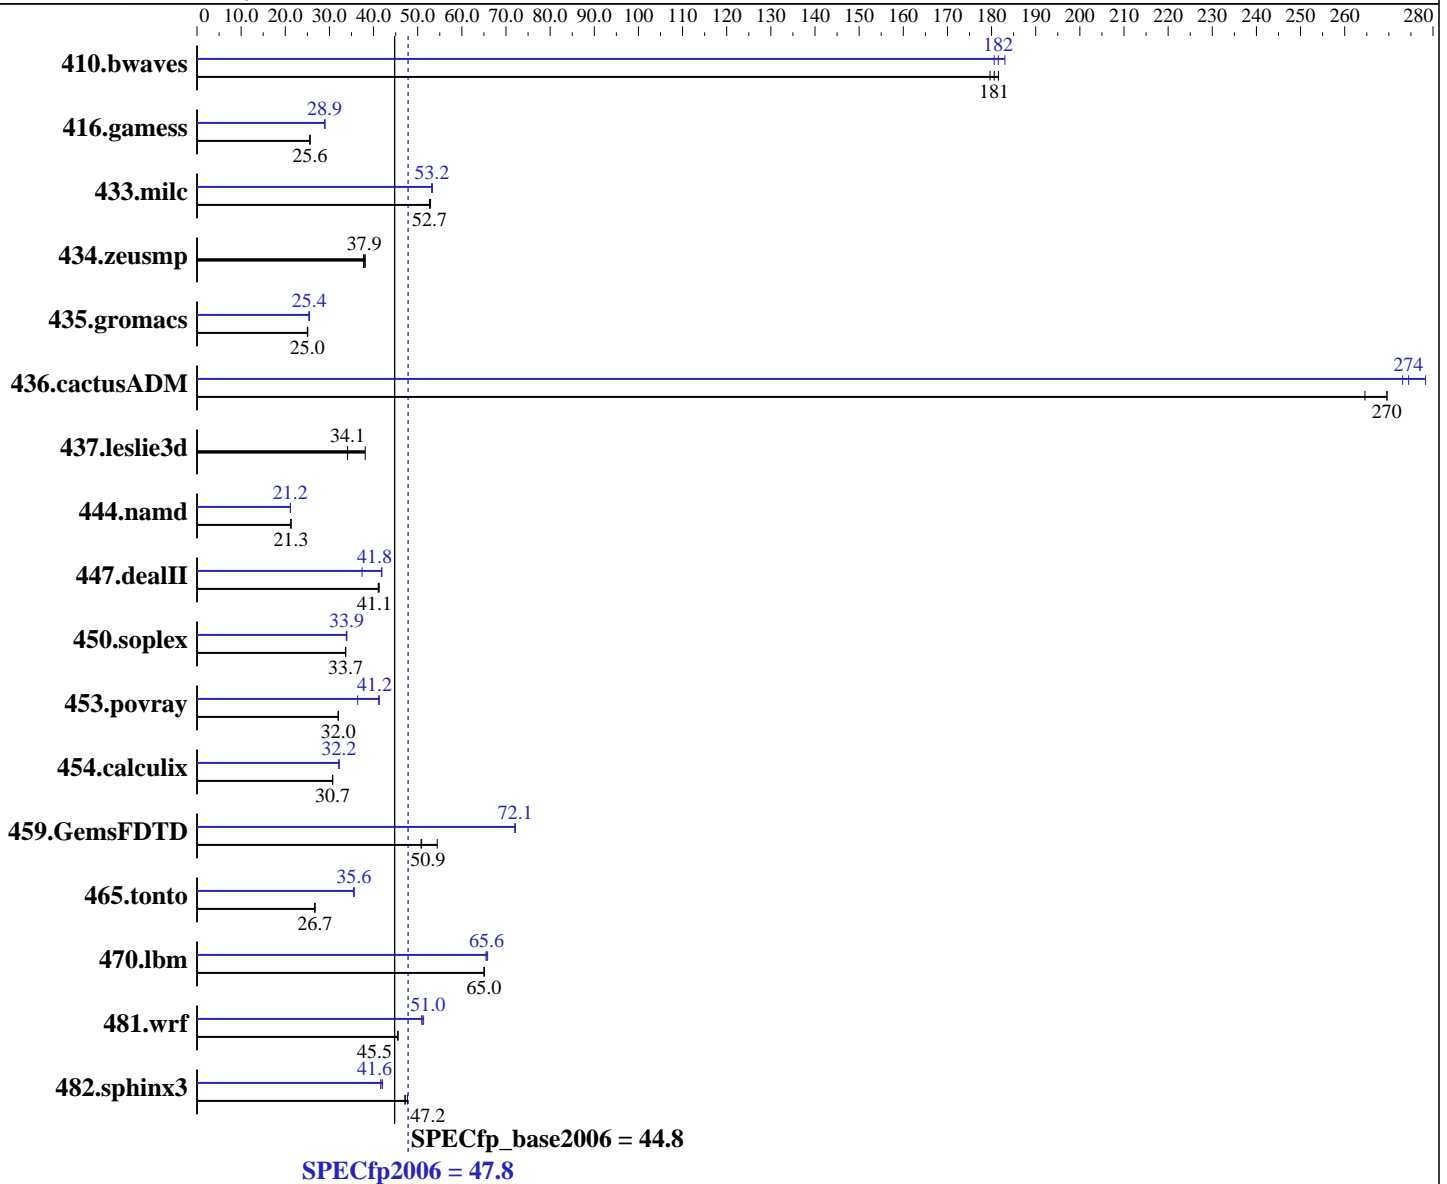 0 10.0 20.0 30.0 40.0 50.0 60.0 70.0 80.0 90.0 100 110 120 130 140 150 160 170 180 190 200 210 220 230 240 250 260 280
182
410.bwaves
181
28.9
416.gamess
25.6
53.2
433.milc
52.7
37.9
434.zeusmp
25.4
435.gromacs
25.0
274
436.cactusADM
270
34.1
437.leslie3d
21.2
444.namd
21.3
41.8
447.dealII
41.1
33.9
450.soplex
33.7
41.2
453.povray
32.0
32.2
454.calculix
30.7
72.1
459.GemsFDTD
50.9
35.6
465.tonto
26.7
65.6
470.lbm
65.0
51.0
481.wrf
45.5
41.6
482.sphinx3
47.2
SPECfp_base2006 = 44.8
SPECfp2006 = 47.8